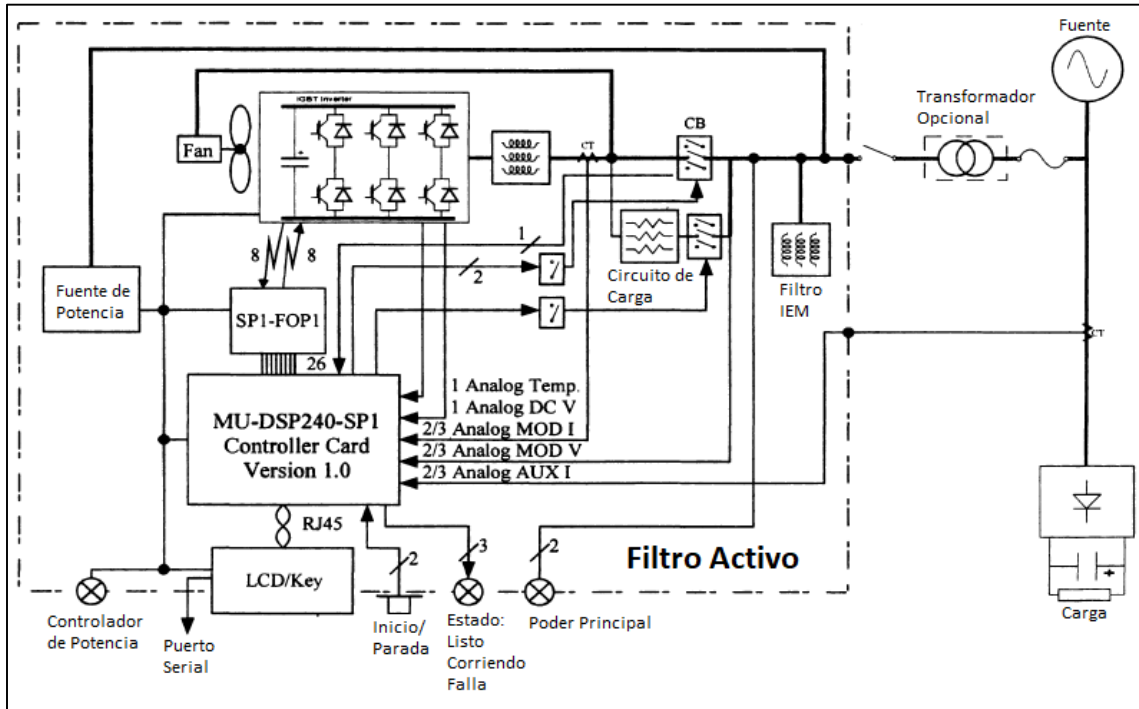 Fuente
IGBT Inverter
Transformador
Opcional
CB
Fan
CT
1
8
8
2
Circuito de
Carga
Filtro
IEM
Fuente de
Potencia
SP1-FOP1
CT
26
1 Analog Temp.
1 Analog DC V
2/3 Analog MOD I
2/3 Analog MOD V
2/3 Analog AUX I
MU-DSP240-SP1
Controller Card
Version 1.0
RJ45
2
3
2
Filtro Activo
LCD/Key
+
Carga
Controlador
de Potencia
Puerto
Serial
Inicio/
Parada
Estado:
Listo
Corriendo
Falla
Poder Principal